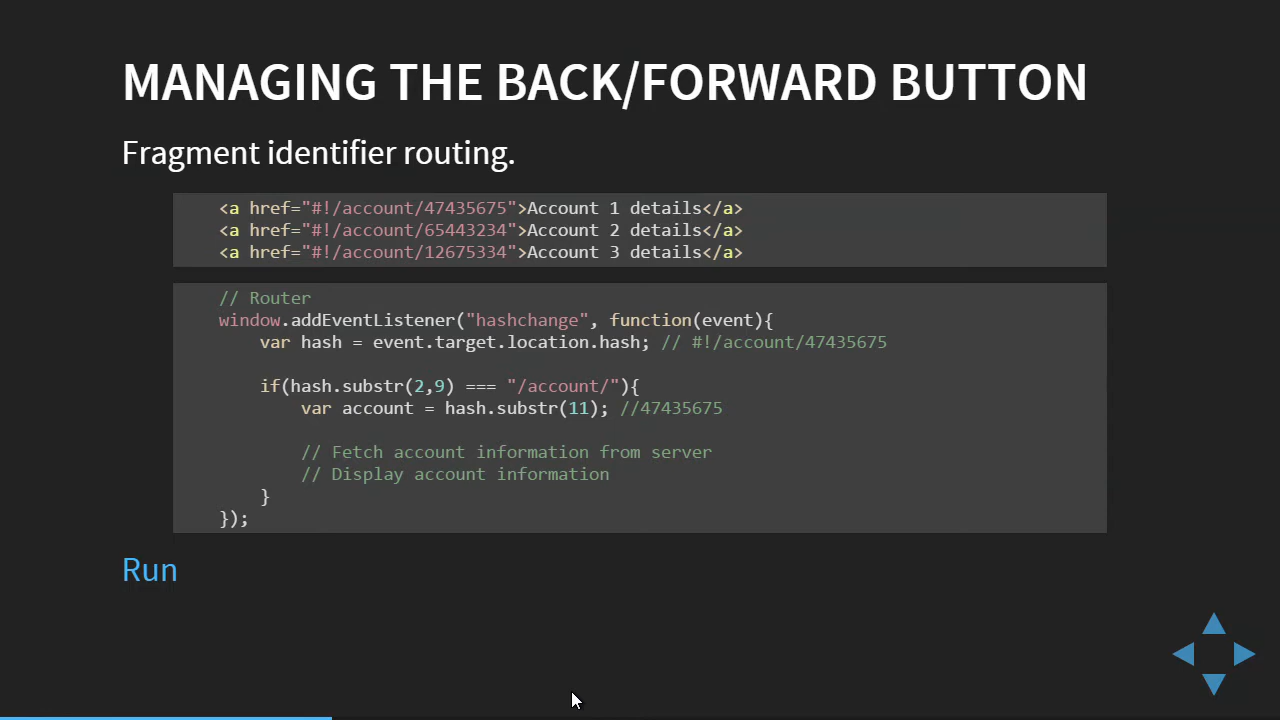 MANAGING THE BACK/FORWARD BUTTON
Fragment identifier routing.
<a href="#!/account/47435675">Account 1 details</a>
<a href="#!/account/65443234">Account 2 details</a>
<a href="#!/account/12675334">Account 3 details</a>
// Router
window.addEventListener("hashchange", function(event){
var hash = event.target.location.hash; // #!/account/47435675
if(hash.substr(2,9) === "/account/"){
var account = hash.substr(11); //47435675
// Fetch account information from server
// Display account information
}
});
Run